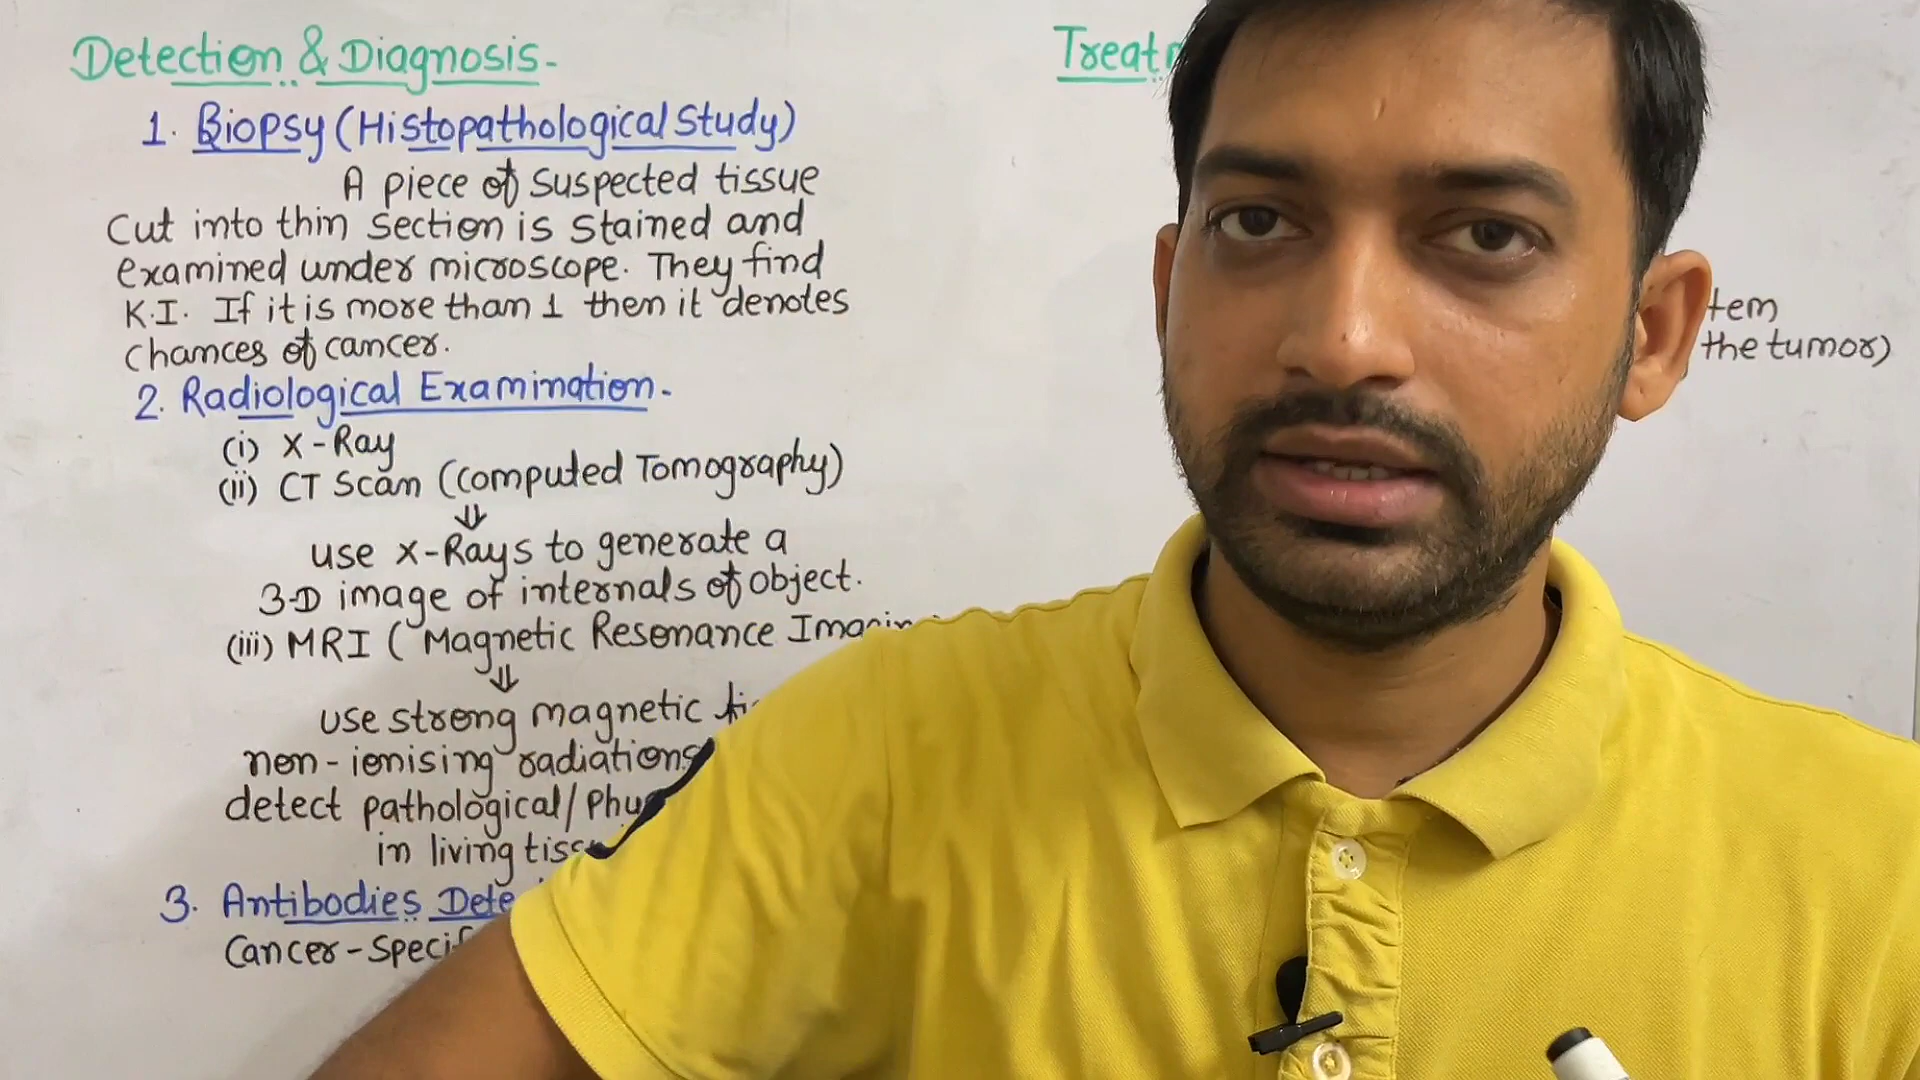 Detection & Diagnosis-
1. Biopsy (Histopathological Study)
A piece of suspected tissue
cut into thin section is stained and
examined under microscope. They find
K.I. If it is more than 1 then it denotes
chances of cancer.
2. Radiological Examination-
(i) X-Ray
(ii) CT Scan (computed Tomography)
⇓
use X-Rays to generate a
3-D image of internals of object.
(iii) MRI ( Magnetic Resonance
⇓
use strong magnetic
non-ionising radiations
detect pathological/
in living
3. Antibodies
Cancer-
tem
the tumor)